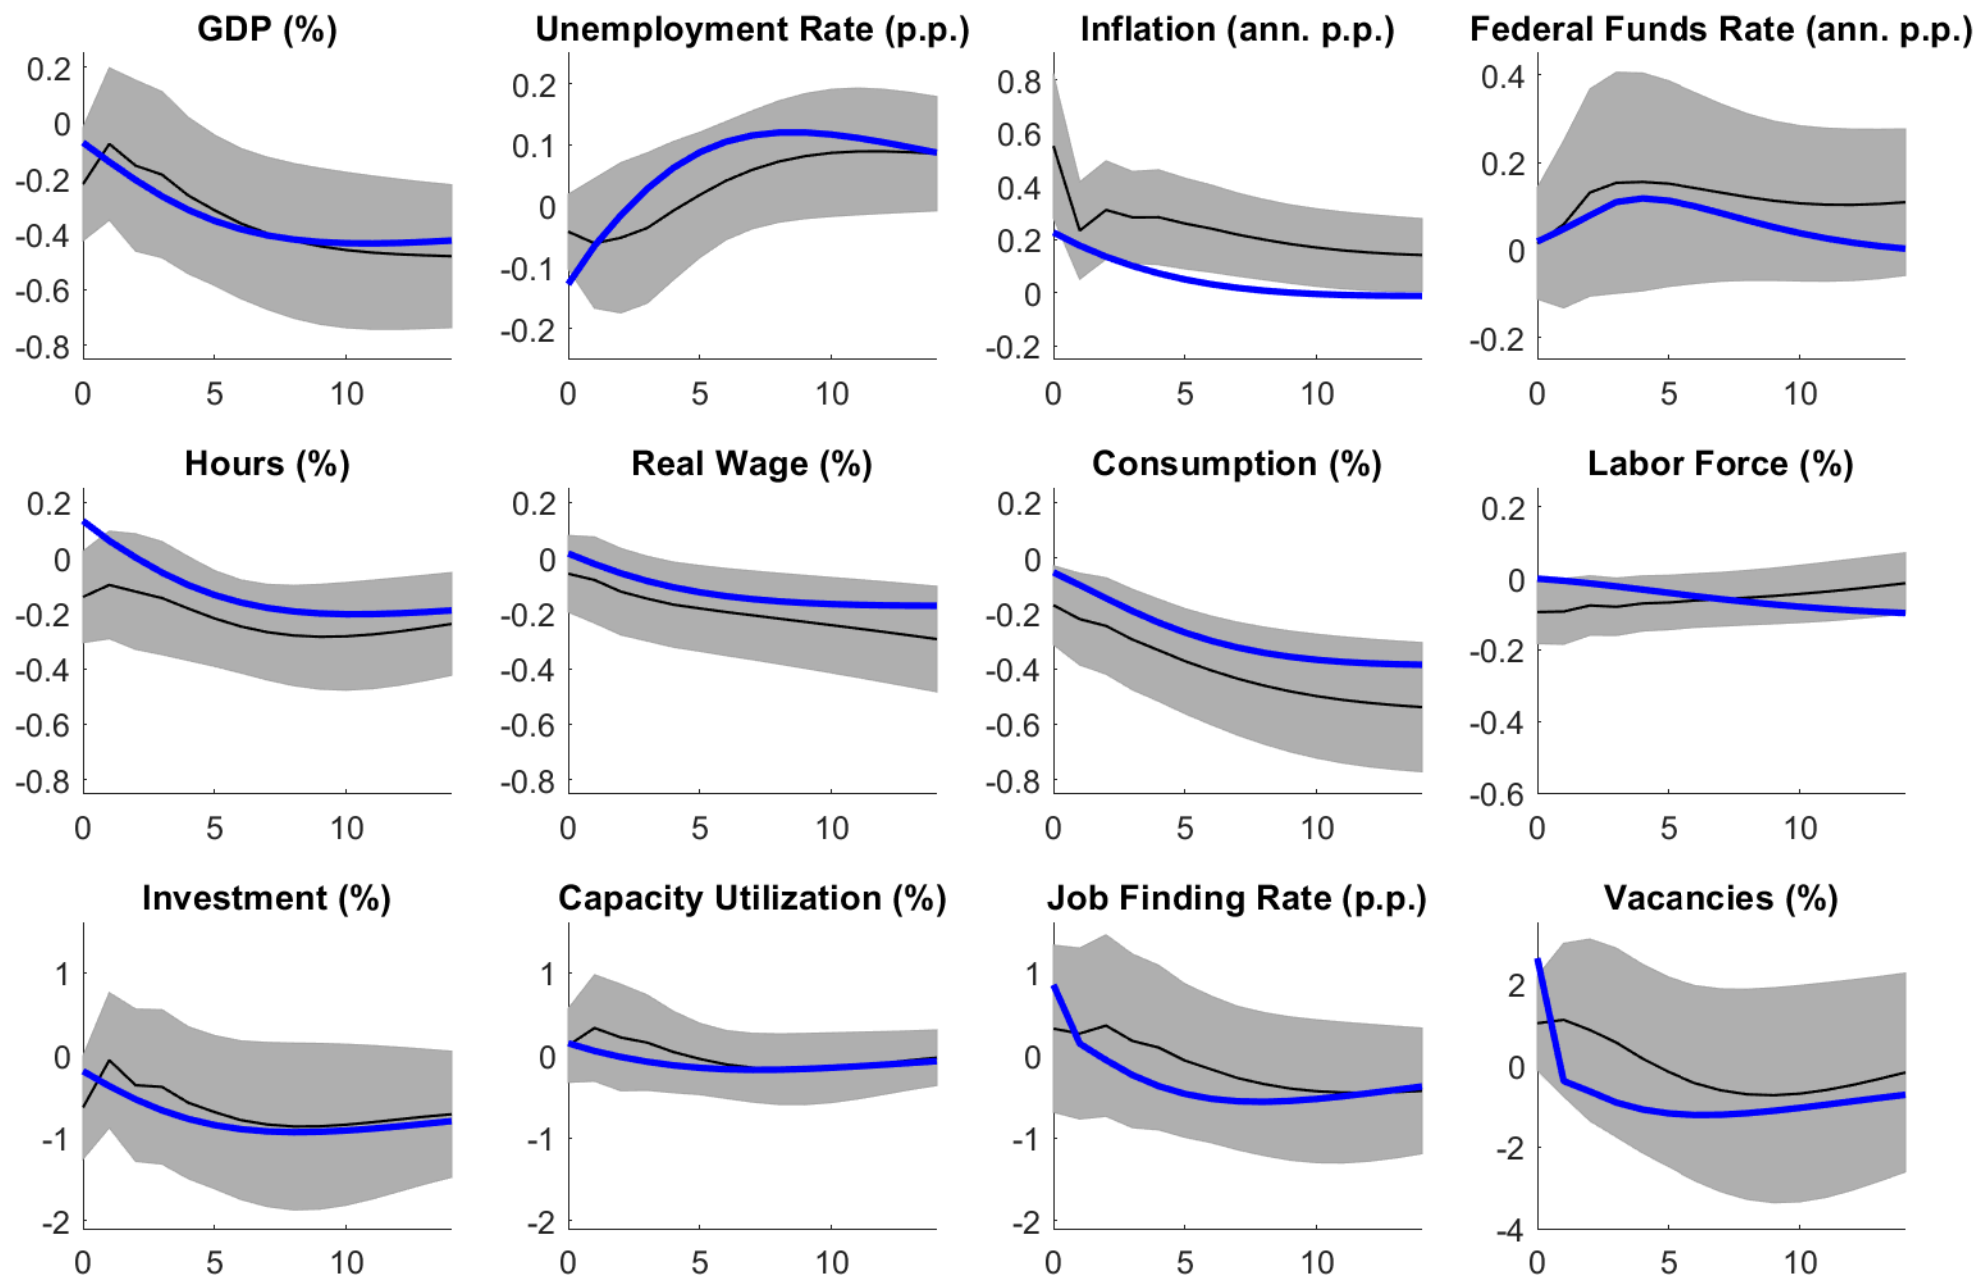 GDP (%)
0.2
0
-0.2
-0.4
-0.6
-0.8
0 5 10
Unemployment Rate (p.p.)
0.2
0.1
0
-0.1
-0.2
0 5 10
Inflation (ann. p.p.)
0.8
0.6
0.4
0.2
0
-0.2
0 5 10
Federal Funds Rate (ann. p.p.)
0.4
0.2
0
-0.2
0 5 10
Hours (%)
0.2
0
-0.2
-0.4
-0.6
-0.8
0 5 10
Real Wage (%)
0.2
0
-0.2
-0.4
-0.6
-0.8
0 5 10
Consumption (%)
0.2
0
-0.2
-0.4
-0.6
-0.8
0 5 10
Labor Force (%)
0.2
0
-0.2
-0.4
-0.6
0 5 10
Investment (%)
1
0
-1
-2
0 5 10
Capacity Utilization (%)
1
0
-1
-2
0 5 10
Job Finding Rate (p.p.)
1
0
-1
-2
0 5 10
Vacancies (%)
2
0
-2
-4
0 5 10